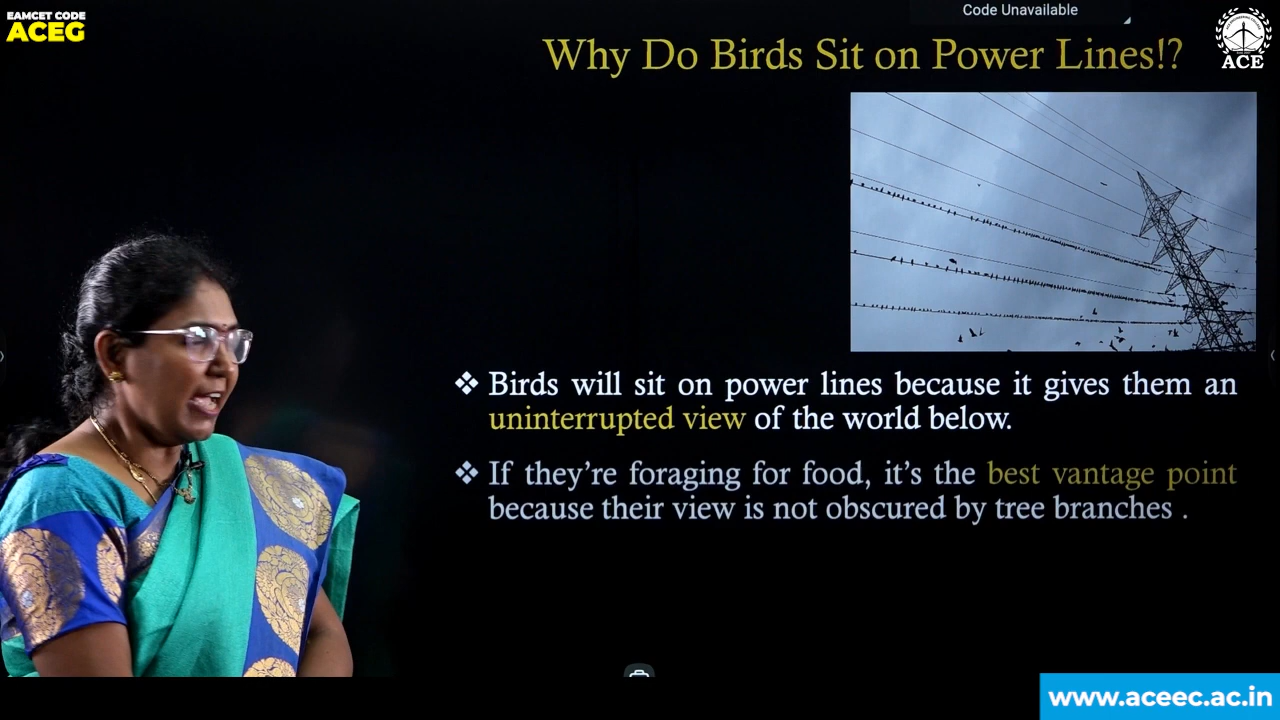 EAMCET CODE
ACEG
Code Unavailable
Why Do Birds Sit on Power Lines!?
ACE
❖ Birds will sit on power lines because it gives them an
uninterrupted view of the world below.
❖ If they're foraging for food, it's the best vantage point
because their view is not obscured by tree branches .
www.aceec.ac.in